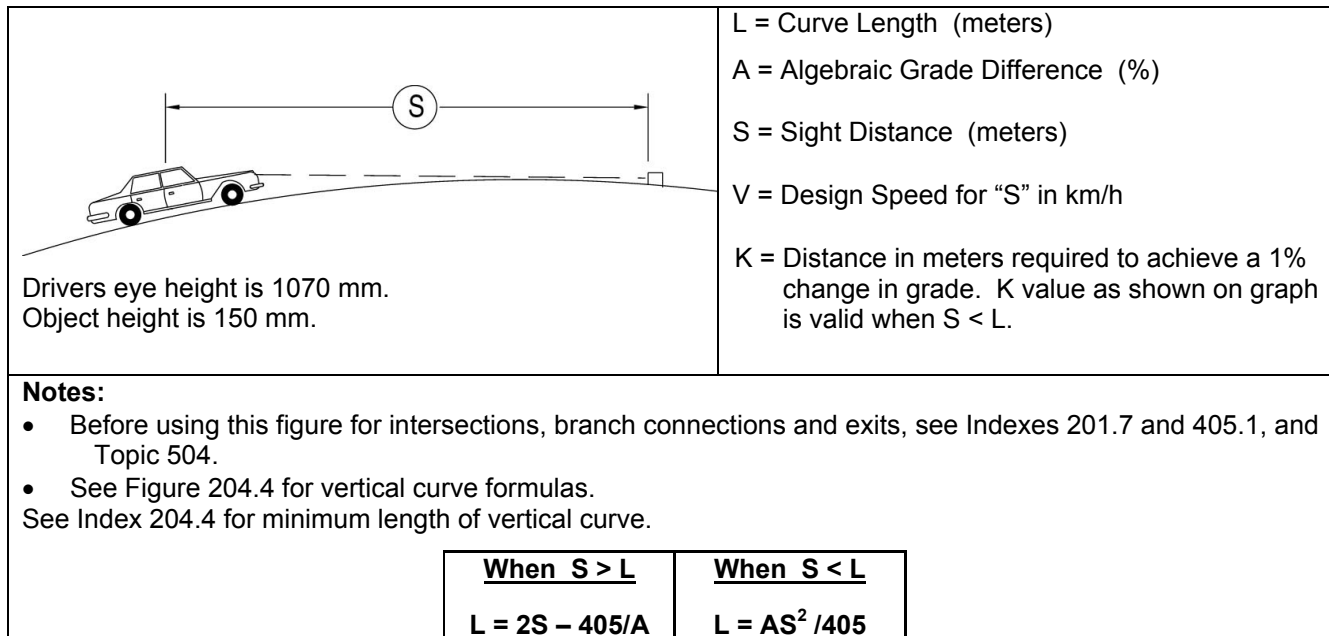 S
Drivers eye height is 1070 mm.
Object height is 150 mm.
L = Curve Length (meters)
A = Algebraic Grade Difference (%)
S = Sight Distance (meters)
V = Design Speed for “S” in km/h
K = Distance in meters required to achieve a 1%
change in grade. K value as shown on graph
is valid when S < L.
Notes:
• Before using this figure for intersections, branch connections and exits, see Indexes 201.7 and 405.1, and
Topic 504.
• See Figure 204.4 for vertical curve formulas.
See Index 204.4 for minimum length of vertical curve.
When S > L
L = 2S – 405/A
When S < L
L = AS² /405